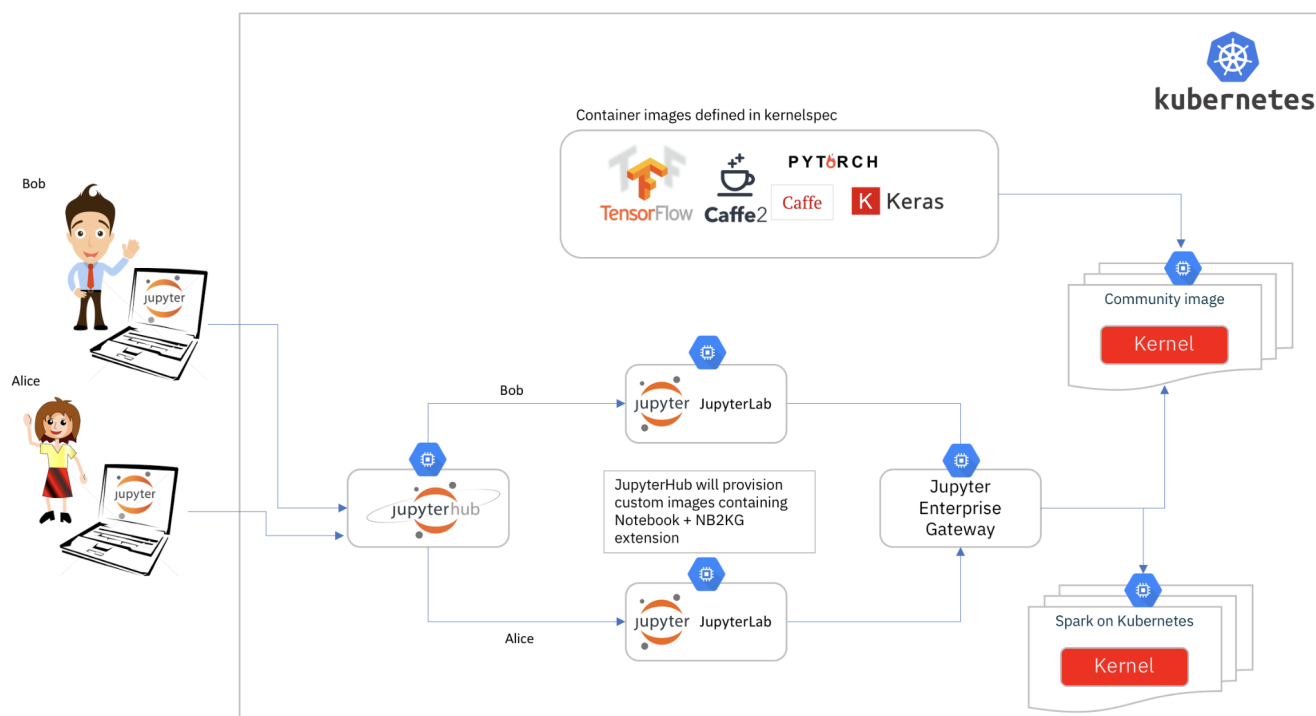 kubernetes
Container images defined in kernelspec
TensorFlow
Caffe2
PYTORCH
Caffe
K Keras
Bob
jupyter
Alice
jupyter
Community image
Kernel
Bob
jupyter JupyterLab
jupyterhub
JupyterHub will provision
custom images containing
Notebook + NB2KG
extension
Jupyter
Enterprise
Gateway
jupyter JupyterLab
Alice
Spark on Kubernetes
Kernel